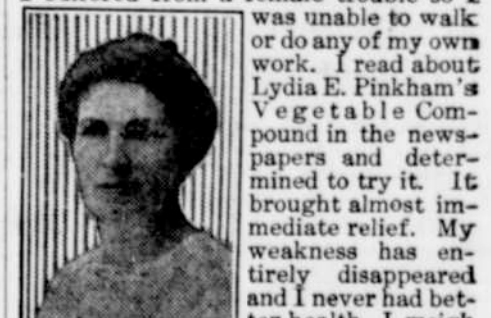 was unable to walk
or do any of my own
work. I read about
Lydia E. Pinkham's
Vegetable Com-
pound in the news-
papers and deter-
mined to try it. It
brought almost im-
mediate relief. My
weakness has en-
tirely disappeared
and I never had bet-